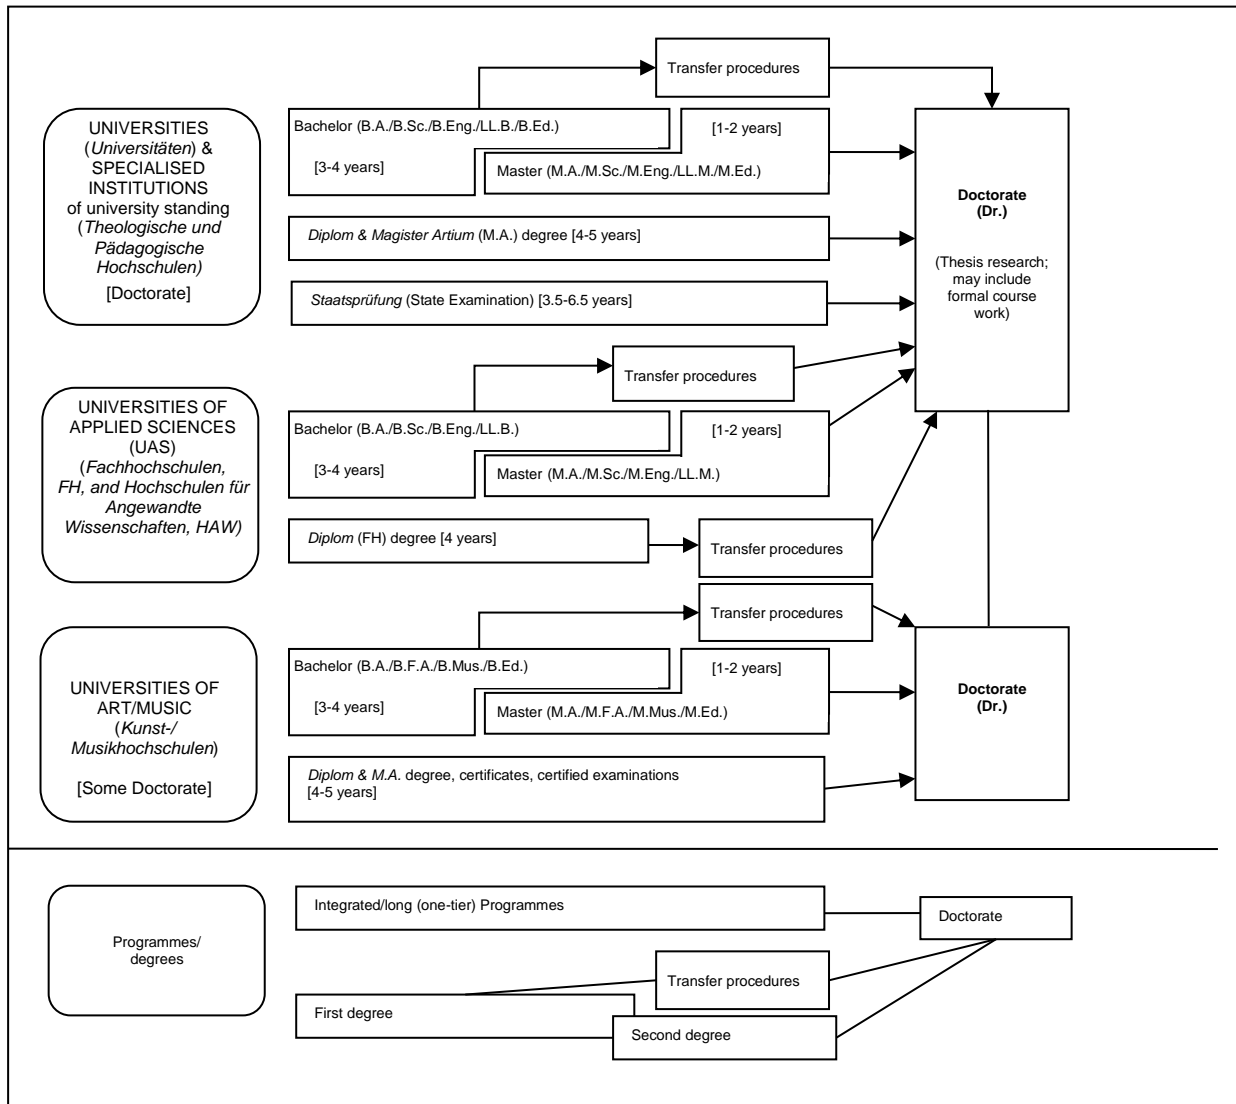 Transfer procedures
UNIVERSITIES
(Universitäten) &
SPECIALISED
INSTITUTIONS
of university standing
(Theologische und
Pädagogische
Hochschulen)
[Doctorate]
Bachelor (B.A./B.Sc./B.Eng./LL.B./B.Ed.)
[3-4 years]
[1-2 years]
Master (M.A./M.Sc./M.Eng./LL.M./M.Ed.)
Diplom & Magister Artium (M.A.) degree [4-5 years]
Staatsprüfung (State Examination) [3.5-6.5 years]
Doctorate
(Dr.)
(Thesis research;
may include
formal course
work)
UNIVERSITIES OF
APPLIED SCIENCES
(UAS)
(Fachhochschulen,
FH, and Hochschulen für
Angewandte
Wissenschaften, HAW)
Transfer procedures
Bachelor (B.A./B.Sc./B.Eng./LL.B.)
[3-4 years]
[1-2 years]
Master (M.A./M.Sc./M.Eng./LL.M.)
Diplom (FH) degree [4 years]
Transfer procedures
Transfer procedures
UNIVERSITIES OF
ART/MUSIC
(Kunst-/
Musikhochschulen)
[Some Doctorate]
Bachelor (B.A./B.F.A./B.Mus./B.Ed.)
[3-4 years]
[1-2 years]
Master (M.A./M.F.A./M.Mus./M.Ed.)
Diplom & M.A. degree, certificates, certified examinations
[4-5 years]
Doctorate
(Dr.)
Programmes/
degrees
Integrated/long (one-tier) Programmes
Doctorate
Transfer procedures
First degree
Second degree